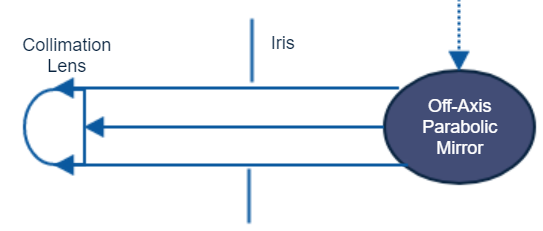 Collimation
Lens
Iris
Off-Axis
Parabolic
Mirror